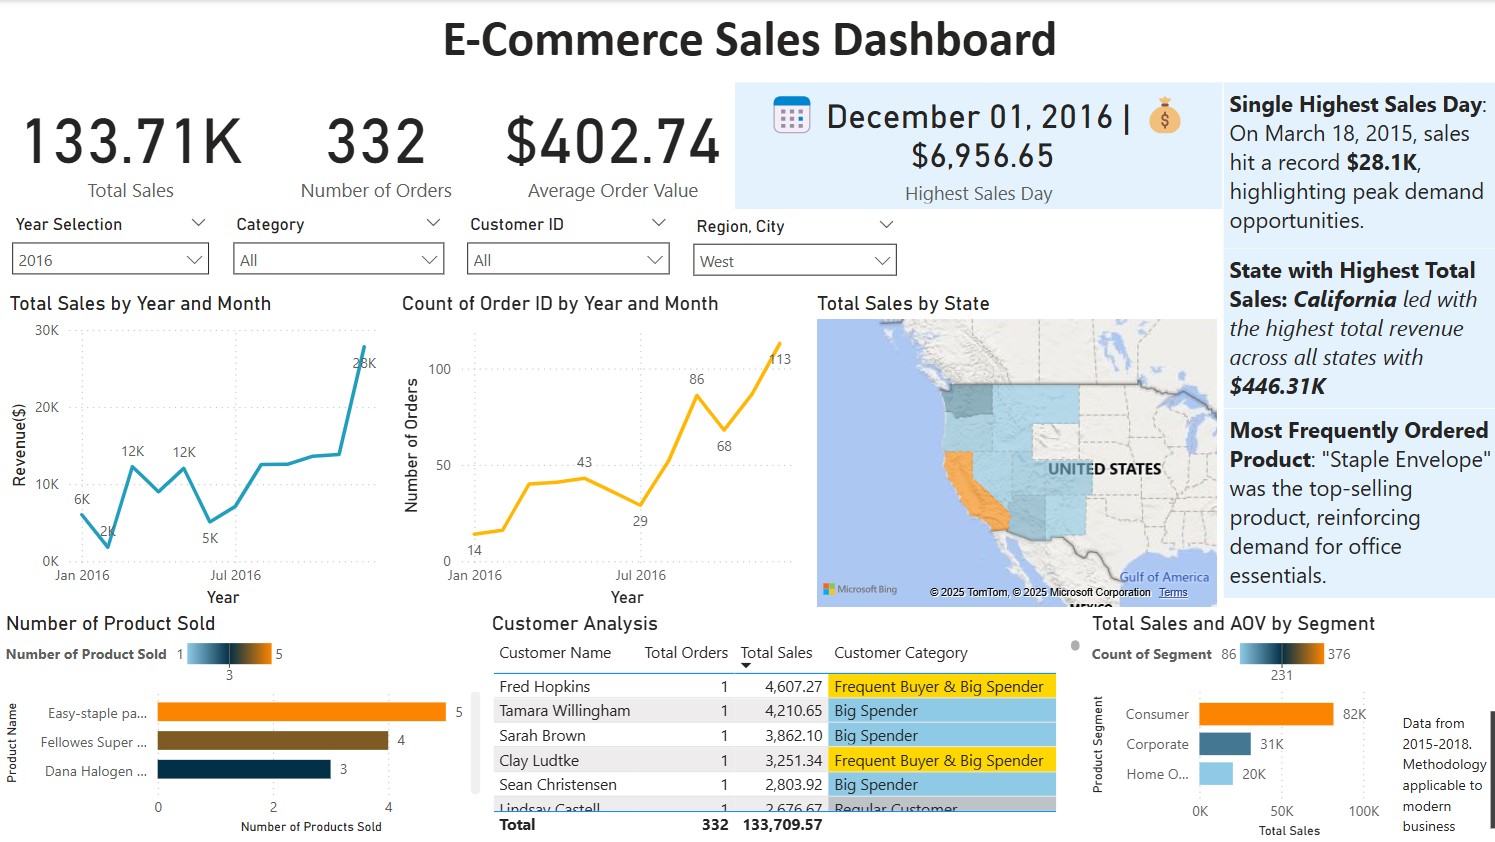 E-Commerce Sales Dashboard
133.71K
Total Sales
332
Number of Orders
$402.74
Average Order Value
December 01, 2016 |
$6,956.65
Highest Sales Day
Single Highest Sales Day:
On March 18, 2015, sales
hit a record $28.1K,
highlighting peak demand
opportunities.
State with Highest Total
Sales: California led with
the highest total revenue
across all states with
$446.31K
Most Frequently Ordered
Product: "Staple Envelope"
was the top-selling
product, reinforcing
demand for office
essentials.
Year Selection
2016
Category
All
Customer ID
All
Region, City
West
Total Sales by Year and Month
Revenue($)
30K
20K
10K
0K
6K
2K
12K
12K
5K
28K
Jan 2016
Jul 2016
Year
Count of Order ID by Year and Month
Number of Orders
100
50
0
14
43
29
86
68
113
Jan 2016
Jul 2016
Year
Total Sales by State
UNITED STATES
Gulf of America
Microsoft Bing
© 2025 TomTom, © 2025 Microsoft Corporation Terms
MEXICO
Number of Product Sold
Number of Product Sold 1 5
3
Product Name
Easy-staple pa... 5
Fellowes Super ... 4
Dana Halogen ... 3
0 2 4
Number of Products Sold
Customer Analysis
Customer Name Total Orders Total Sales Customer Category
Fred Hopkins 1 4,607.27 Frequent Buyer & Big Spender
Tamara Willingham 1 4,210.65 Big Spender
Sarah Brown 1 3,862.10 Big Spender
Clay Ludtke 1 3,251.34 Frequent Buyer & Big Spender
Sean Christensen 1 2,803.92 Big Spender
Lindsay Castell 1 2,676.67 Regular Customer
Total 332 133,709.57
Total Sales and AOV by Segment
Count of Segment 86 376
231
Product Segment
Consumer 82K
Corporate 31K
Home O... 20K
0K 50K 100K
Total Sales
Data from
2015-2018.
Methodology
applicable to
modern
business